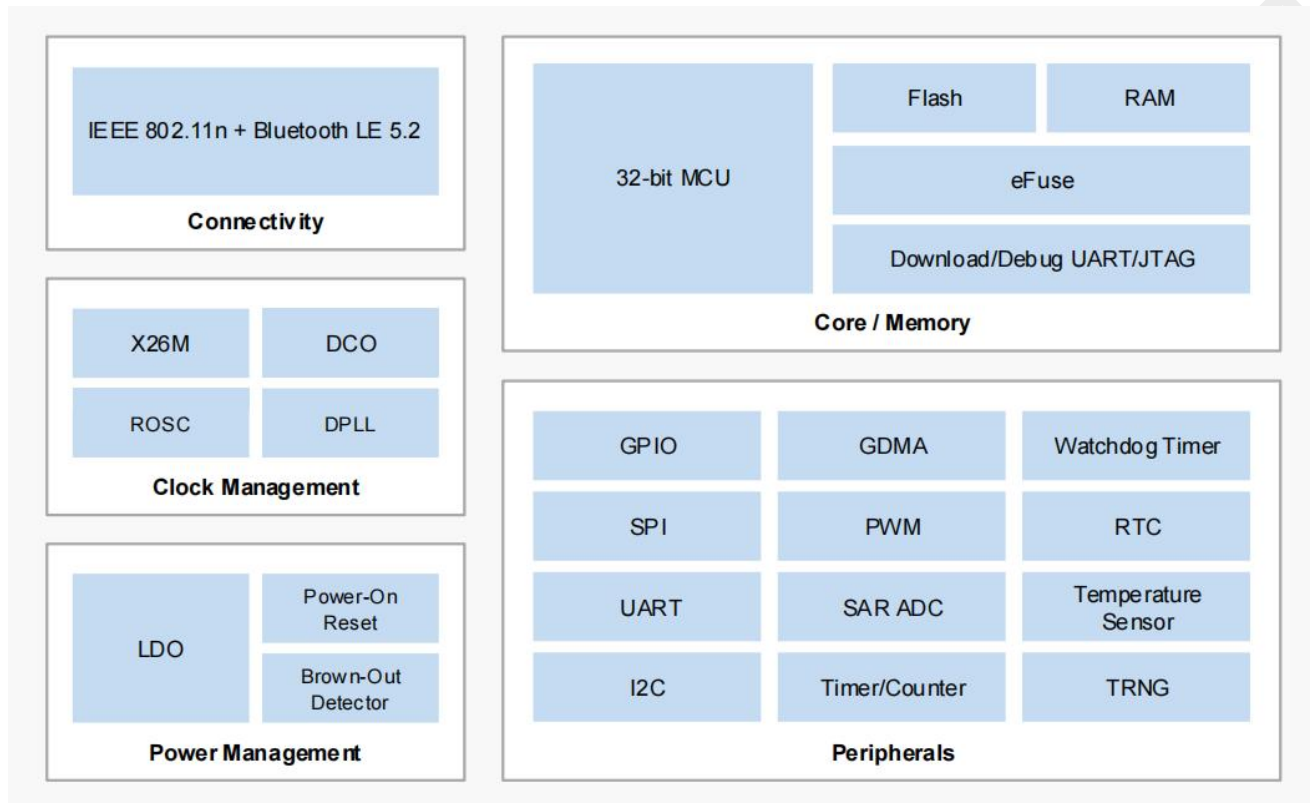 IEEE 802.11n + Bluetooth LE 5.2
Connectivity
X26M
DCO
ROSC
DPLL
Clock Management
LDO
Power-On
Reset
Brown-Out
Detector
Power Management
32-bit MCU
Flash
RAM
eFuse
Download/Debug UART/JTAG
Core / Memory
GPIO
GDMA
Watchdog Timer
SPI
PWM
RTC
UART
SAR ADC
Temperature
Sensor
I2C
Timer/Counter
TRNG
Peripherals